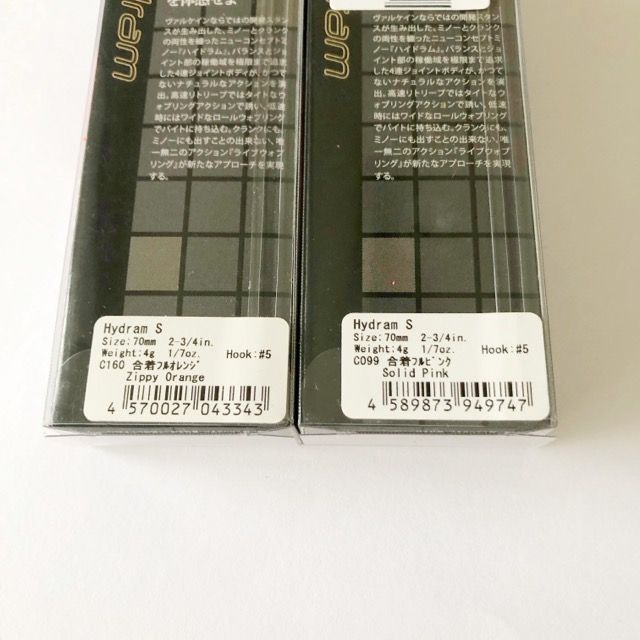 を体感せよ
ram
ヴァルケインならではの開発スタン
スが生み出した、ミノーとクランク
の両性を纏ったニューコンセプトミ
ノー「ハイドラム」。バランスとジョ
イント部の稼働域を極限まで追求
した4連ジョイントボディが、かつて
ないナチュラルなアクションを演
出。高速リトリーブではタイトなウ
ォブリングアクションで誘い、低速
時にはワイドなロールウォブリング
でバイトに持ち込む。クランクにも、
ミノーにも出すことの出来ない、唯
一無二のアクション『ライブウォブ
リング』が新たなアプローチを実現
する。
Hydram S
Size:70mm 2-3/4in.
Weight:4g 1/7oz. Hook:#5
C160 合着フルオレンジ
Zippy Orange
4 570027 043343
ram
ヴァルケインならではの開発スタン
スが生み出した、ミノーとクランク
の両性を纏ったニューコンセプトミ
ノー「ハイドラム」。バランスとジョ
イント部の稼働域を極限まで追求
した4連ジョイントボディが、かつて
ないナチュラルなアクションを演
出。高速リトリーブではタイトなウ
ォブリングアクションで誘い、低速
時にはワイドなロールウォブリング
でバイトに持ち込む。クランクにも、
ミノーにも出すことの出来ない、唯
一無二のアクション『ライブウォブ
リング』が新たなアプローチを実現
する。
Hydram S
Size:70mm 2-3/4in.
Weight:4g 1/7oz. Hook:#5
C099 合着フルピンク
Solid Pink
4 589873 949747